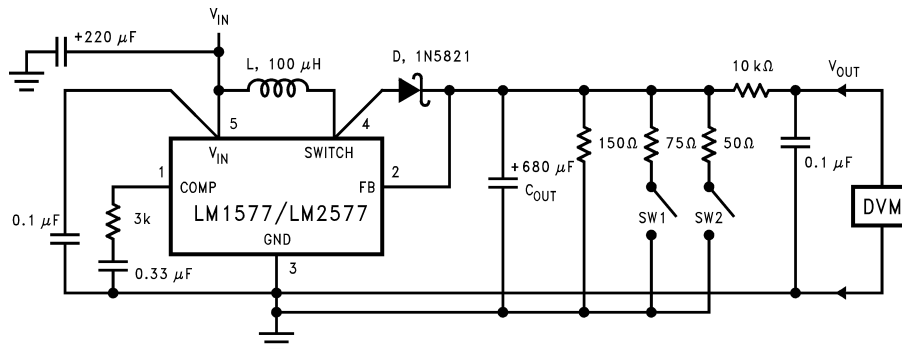 V_IN
+220 μF
L, 100 μH
D, 1N5821
10 kΩ
V_OUT
5
4
V_IN
SWITCH
1
COMP
FB
2
LM1577/LM2577
GND
3
0.1 μF
3k
0.33 μF
+680 μF
C_OUT
150Ω
75Ω
50Ω
SW1
SW2
0.1 μF
DVM